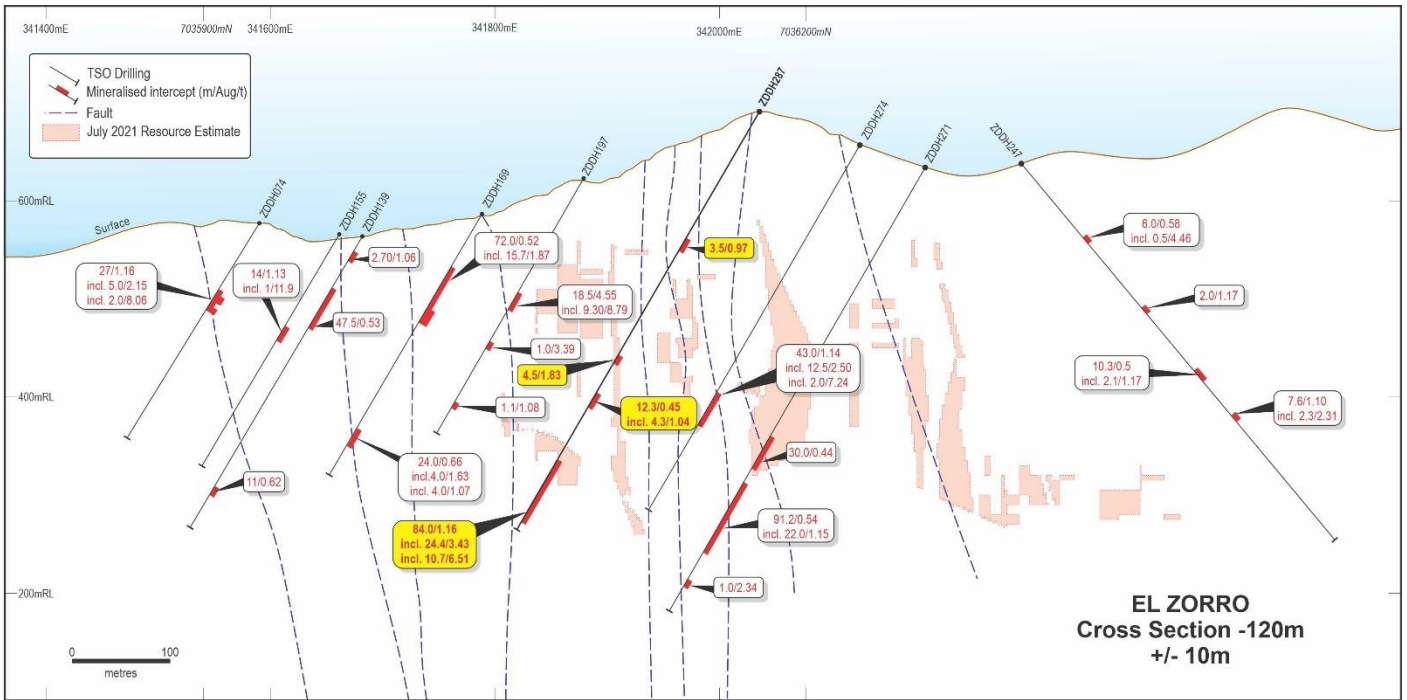 341400mE
7035900mN
341600mE
341800mE
342000mE
7036200mN
TSO Drilling
Mineralised intercept (m/Aug/t)
Fault
July 2021 Resource Estimate
ZDDH287
ZDDH274
ZDDH271
ZDDH247
ZDDH197
ZDDH169
ZDDH074
ZDDH155
ZDDH139
600mRL
Surface
27/1.16
incl. 5.0/2.15
incl. 2.0/8.06
14/1.13
incl. 1/11.9
2.70/1.06
47.5/0.53
72.0/0.52
incl. 15.7/1.87
18.5/4.55
incl. 9.30/8.79
1.0/3.39
1.1/1.08
3.5/0.97
4.5/1.83
12.3/0.45
incl. 4.3/1.04
43.0/1.14
incl. 12.5/2.50
incl. 2.0/7.24
6.0/0.58
incl. 0.5/4.46
2.0/1.17
10.3/0.5
incl. 2.1/1.17
7.6/1.10
incl. 2.3/2.31
400mRL
11/0.62
24.0/0.66
incl.4.0/1.63
incl. 4.0/1.07
84.0/1.16
incl. 24.4/3.43
incl. 10.7/6.51
30.0/0.44
91.2/0.54
incl. 22.0/1.15
1.0/2.34
200mRL
0 100
metres
EL ZORRO
Cross Section -120m
+/- 10m